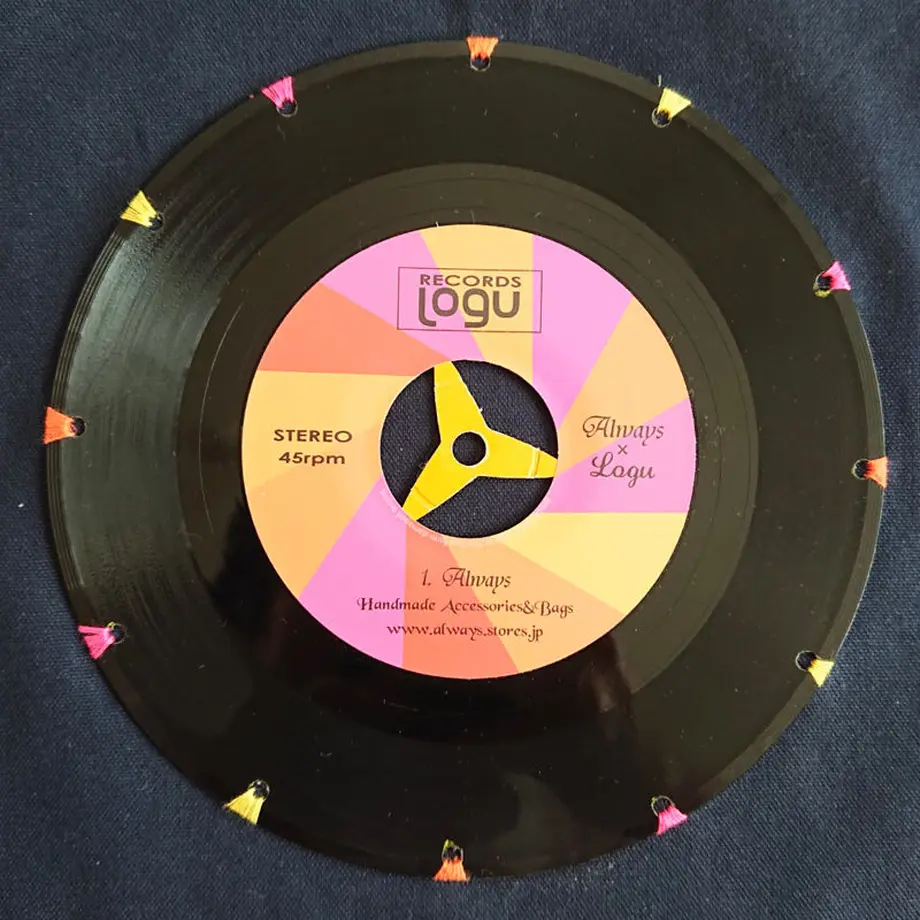 RECORDS
logu
STEREO
45rpm
Always
×
Logu
1. Always
Handmade Accessories&Bags
www.always.stores.jp